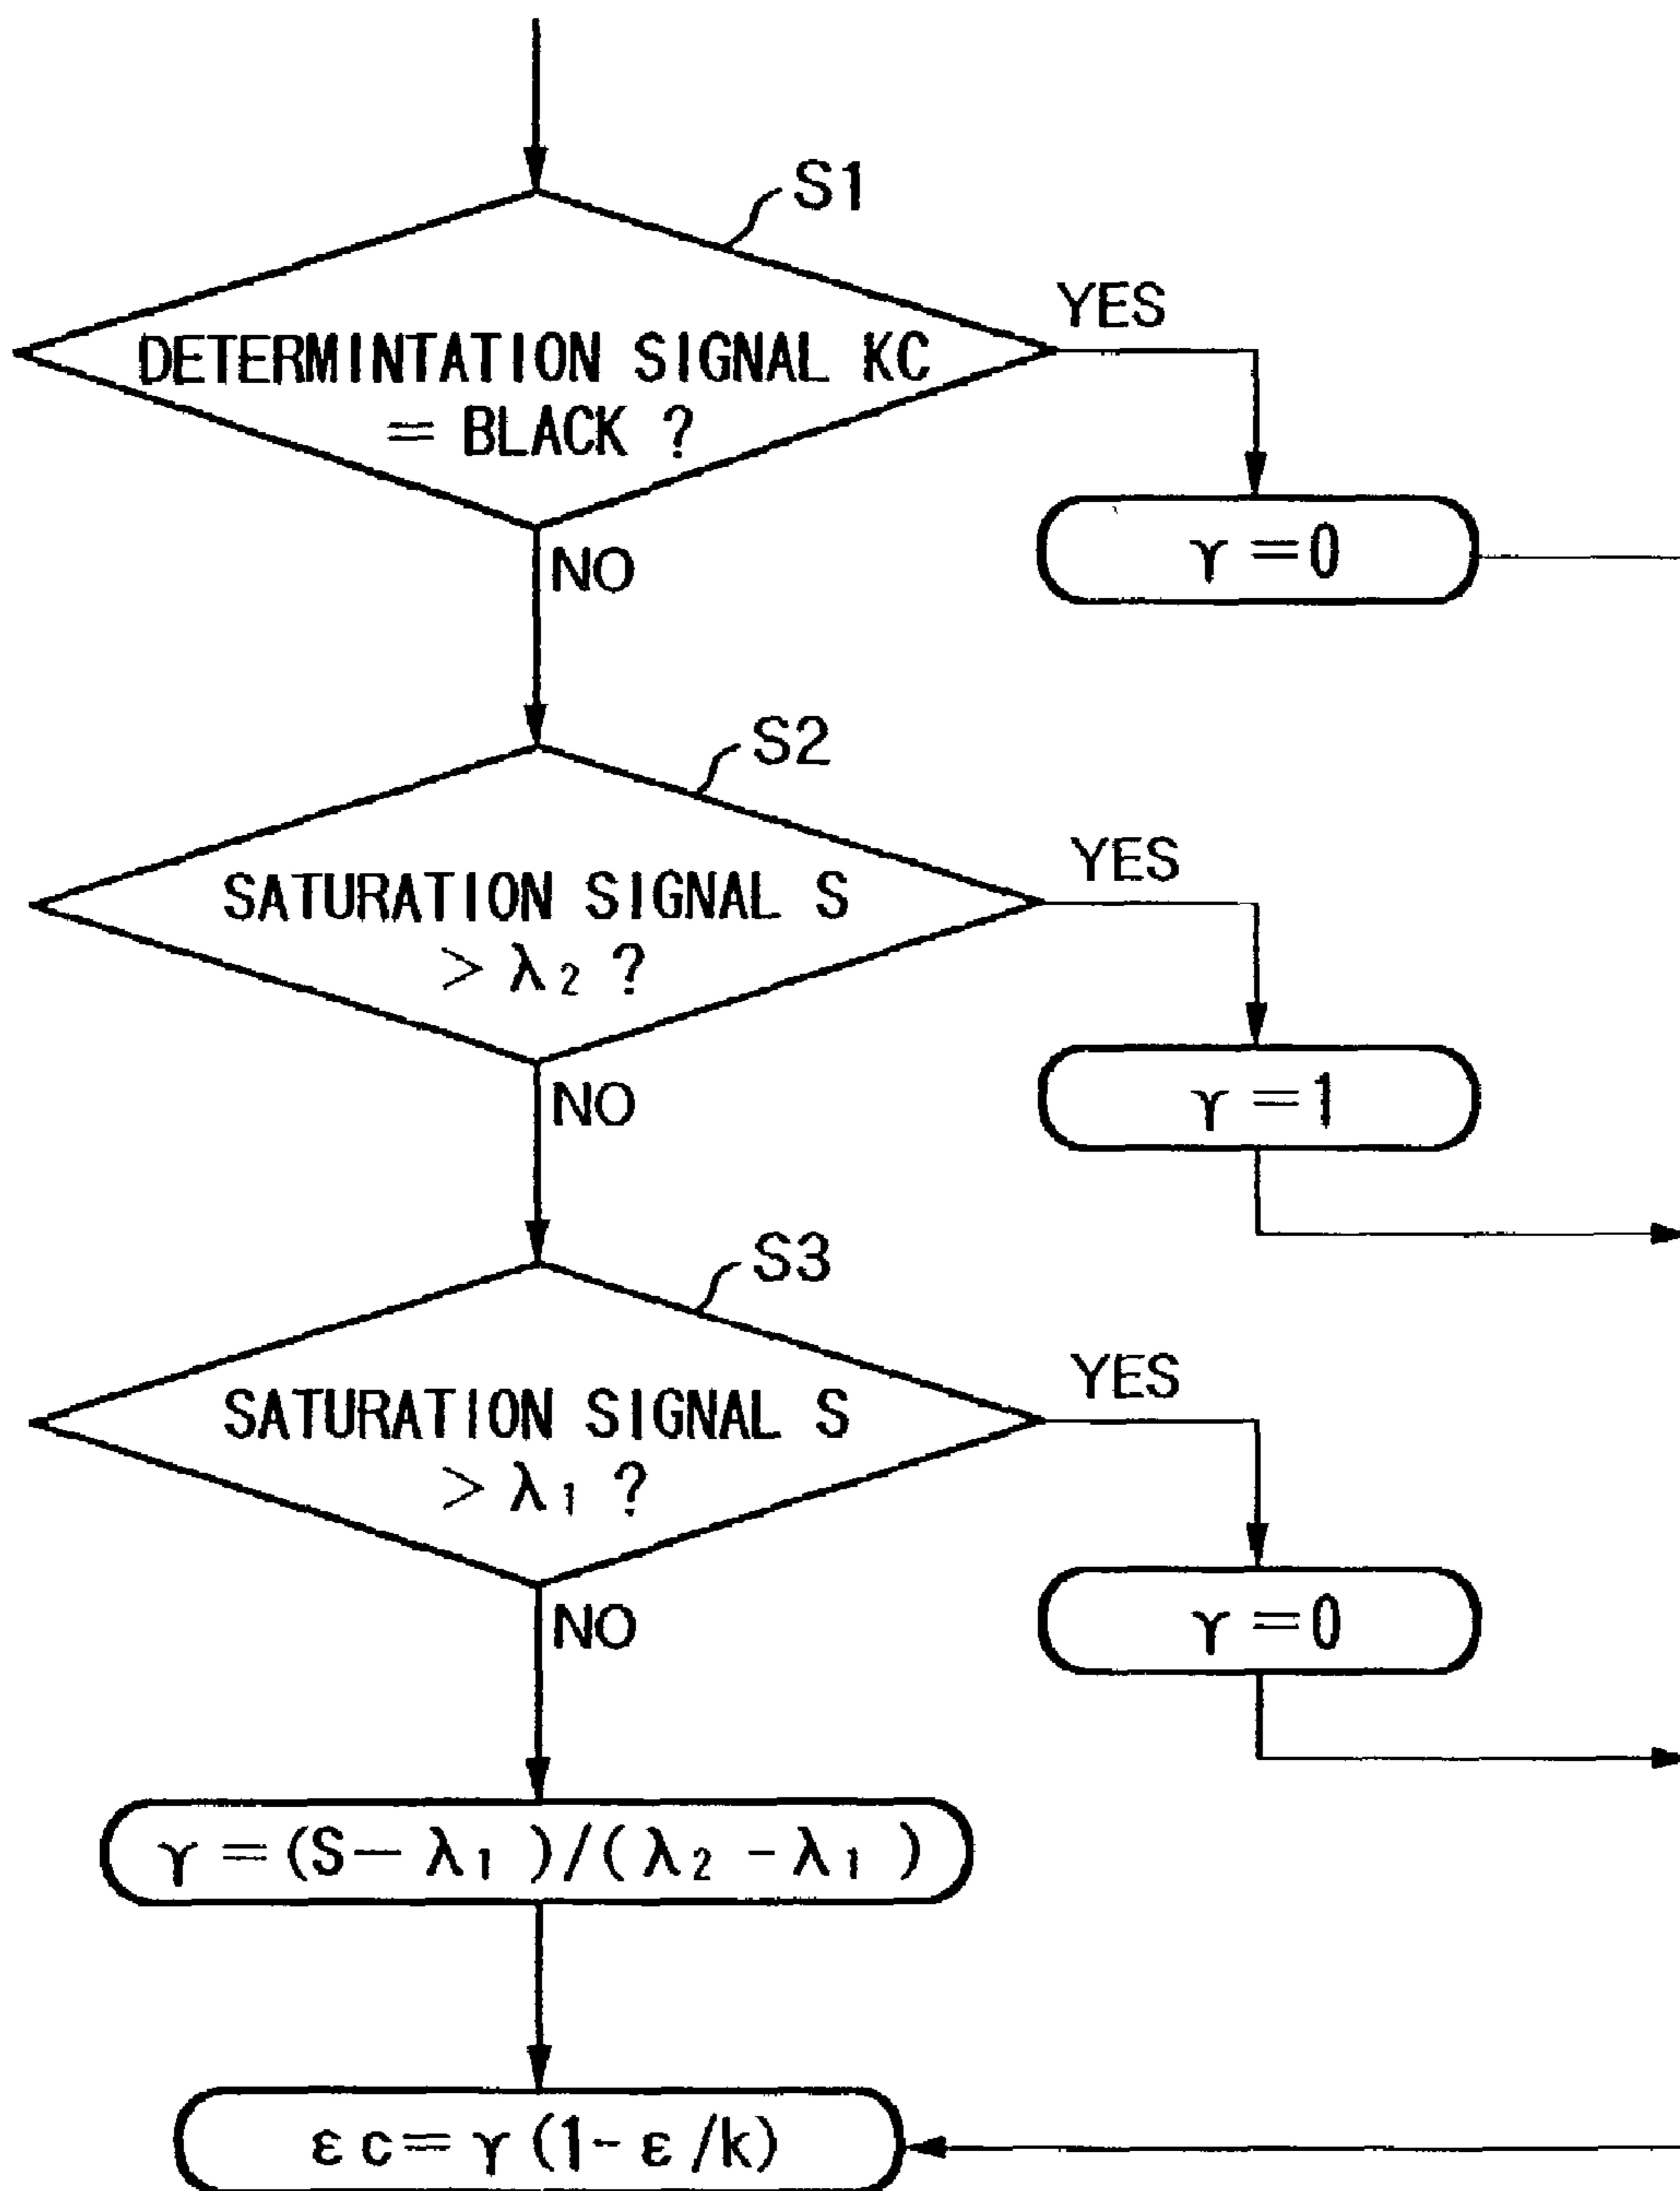 S1
DETERMINTATION SIGNAL KC
= BLACK ?
YES
γ = 0
NO
S2
SATURATION SIGNAL S
> λ2 ?
YES
γ = 1
NO
S3
SATURATION SIGNAL S
> λ1 ?
YES
γ = 0
NO
γ = (S- λ1 )/( λ2 - λ1 )
ε c= γ (1- ε /k)